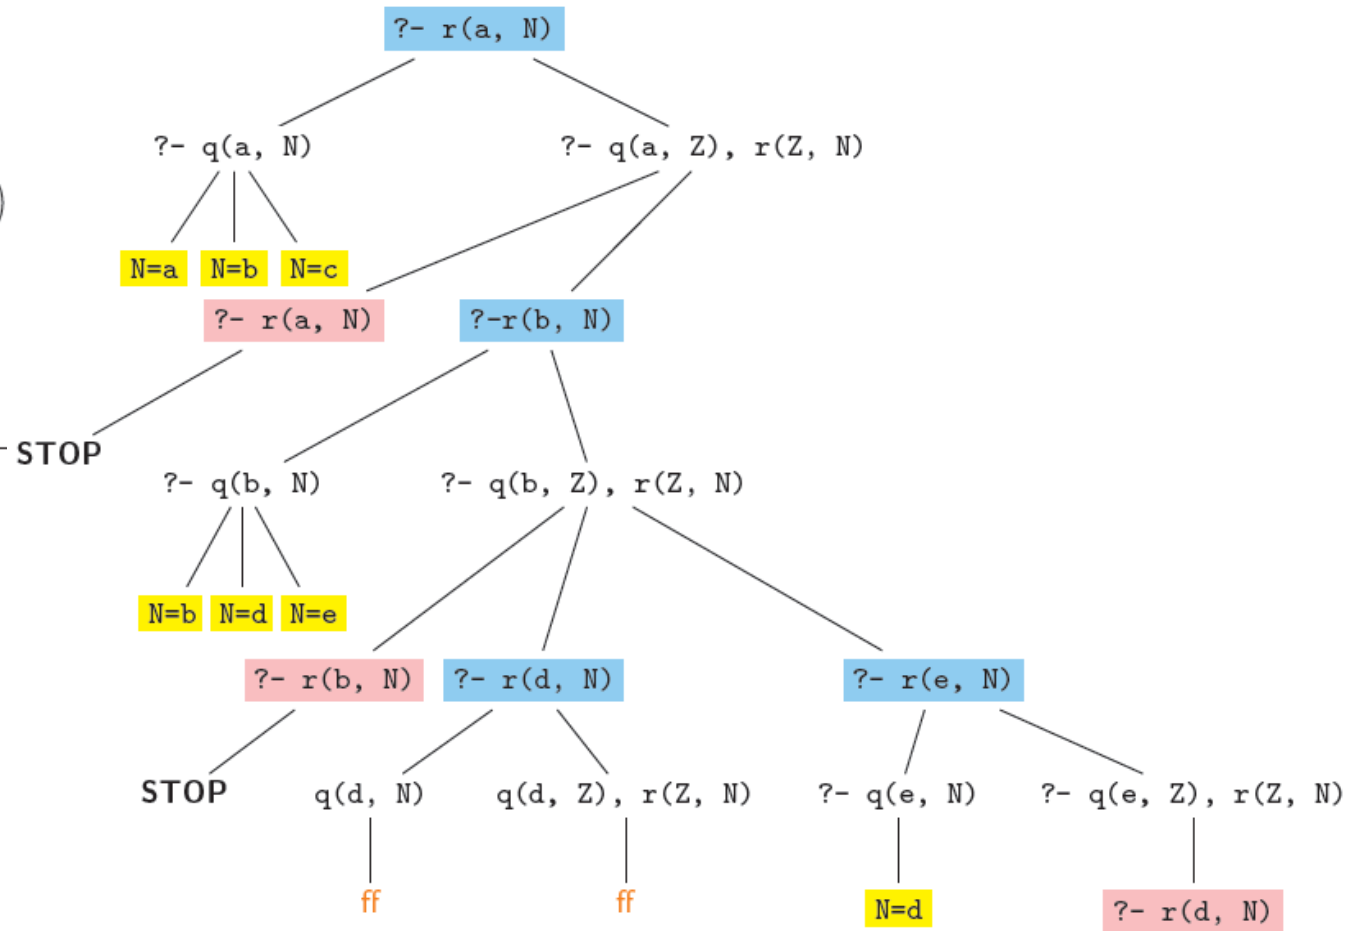 ?- r(a, N)
?- q(a, N) ?- q(a, Z), r(Z, N)
N=a N=b N=c
?- r(a, N) ?-r(b, N)
STOP
?- q(b, N) ?- q(b, Z), r(Z, N)
N=b N=d N=e
?- r(b, N) ?- r(d, N) ?- r(e, N)
STOP q(d, N) q(d, Z), r(Z, N) ?- q(e, N) ?- q(e, Z), r(Z, N)
ff ff N=d ?- r(d, N)